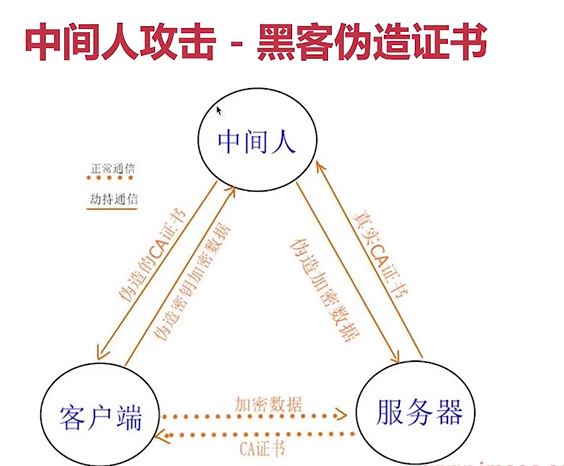 中间人攻击 - 黑客伪造证书
中间人
正常通信
劫持通信
伪造的CA证书
伪造密钥加密数据
伪造加密数据
真实CA证书
客户端
加密数据
CA证书
服务器